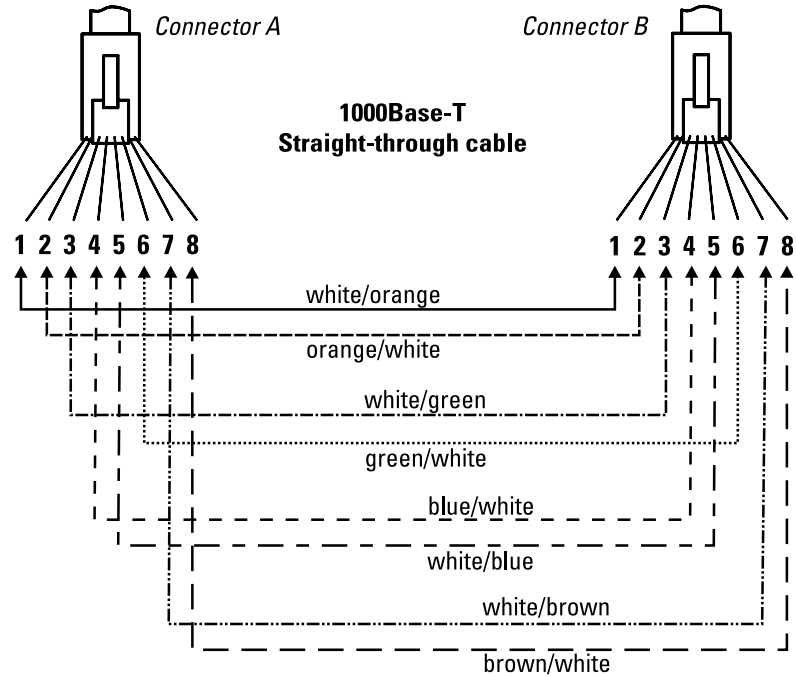 Connector A
Connector B
1000Base-T
Straight-through cable
1 2 3 4 5 6 7 8
1 2 3 4 5 6 7 8
white/orange
orange/white
white/green
green/white
blue/white
white/blue
white/brown
brown/white